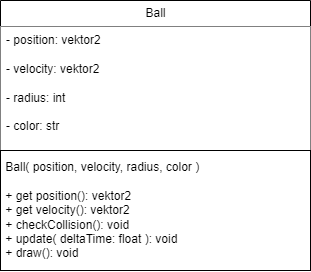 Ball
- position: vektor2
- velocity: vektor2
- radius: int
- color: str
Ball( position, velocity, radius, color )
+ get position(): vektor2
+ get velocity(): vektor2
+ checkCollision(): void
+ update( deltaTime: float ): void
+ draw(): void